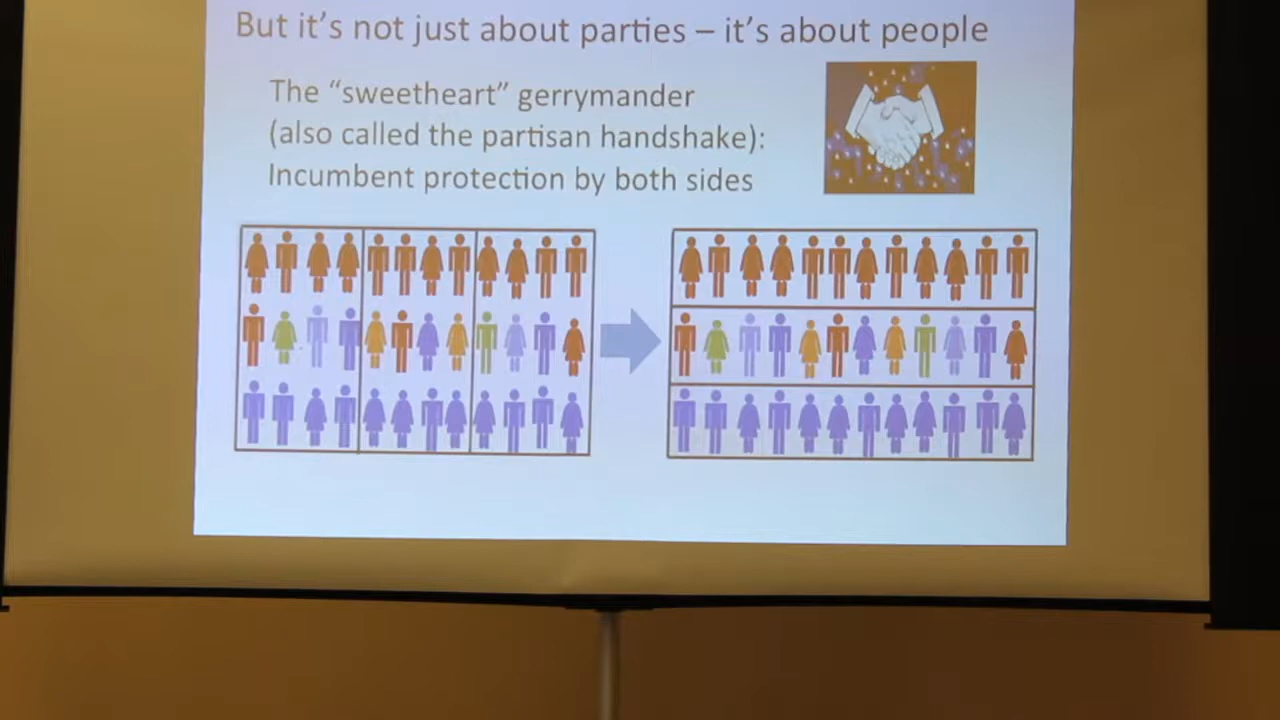 But it's not just about parties – it's about people
The "sweetheart" gerrymander
(also called the partisan handshake):
Incumbent protection by both sides